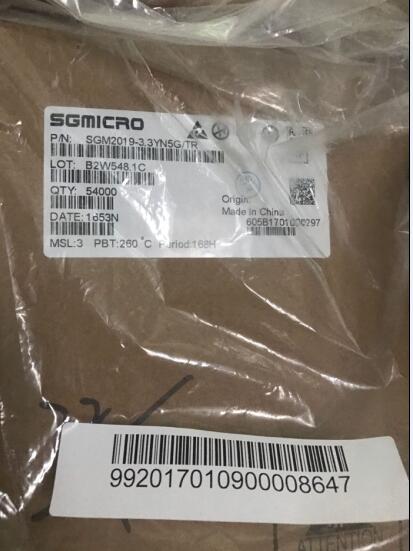 SGMICRO
P/N: SGM2019-3.3YN5G/TR
LOT: B2W548.1C
QTY: 54000
DATE: 1653N
MSL:3 PBT:260 °C Period:168H
Origin:
Made in China
992017010900008647
ATTENTION